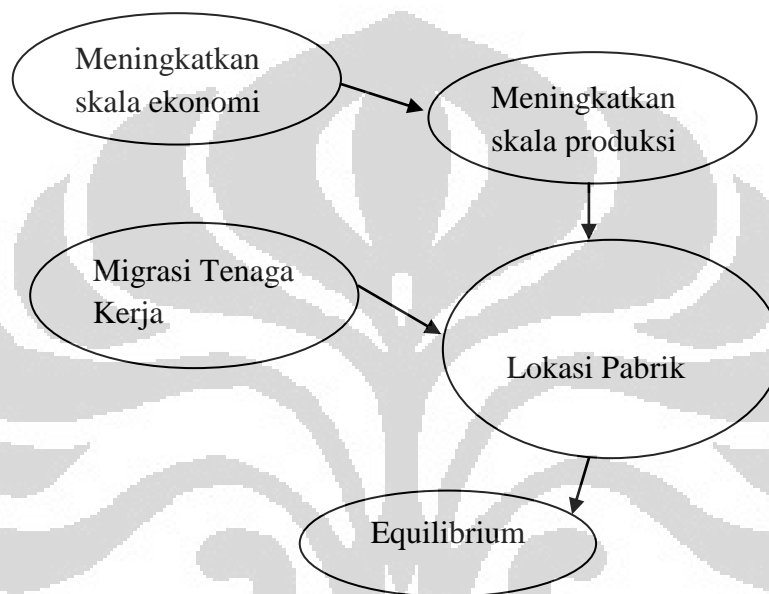 Meningkatkan
skala ekonomi
Meningkatkan
skala produksi
Migrasi Tenaga
Kerja
Lokasi Pabrik
Equilibrium